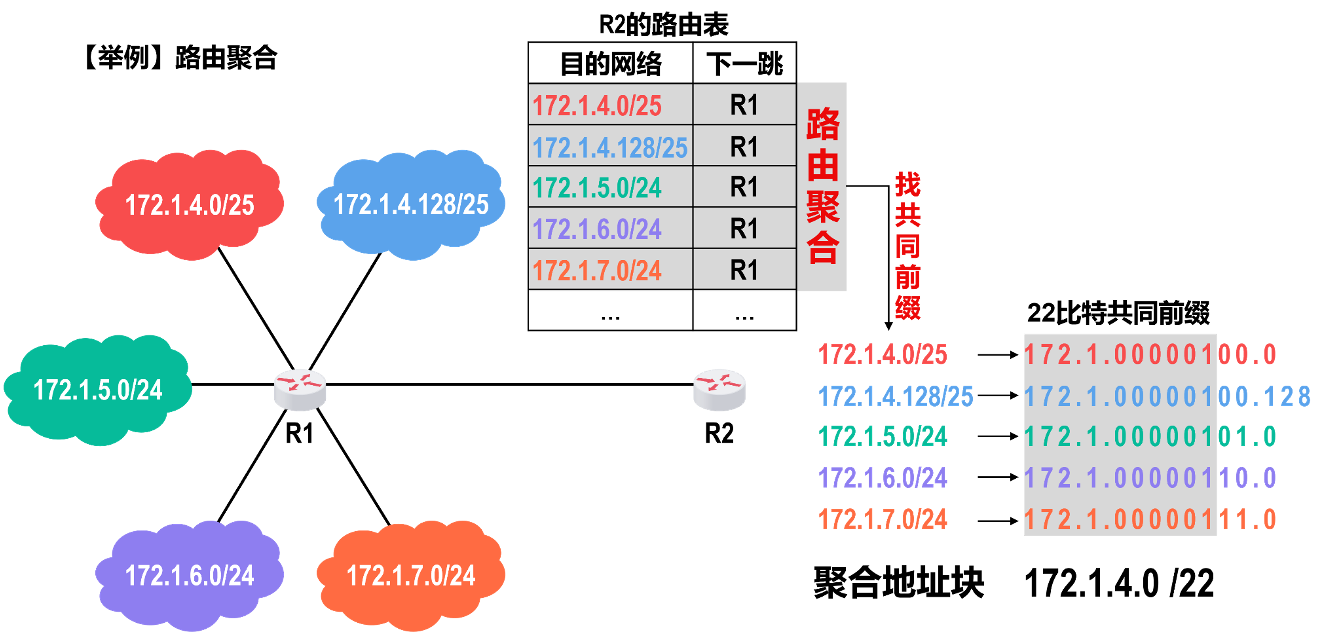 【举例】路由聚合
R2的路由表
目的网络 下一跳
172.1.4.0/25 R1
172.1.4.128/25 R1
172.1.5.0/24 R1
172.1.6.0/24 R1
172.1.7.0/24 R1
... ...
路由聚合
找共同前缀
172.1.4.0/25
172.1.4.128/25
172.1.5.0/24
R1
R2
172.1.6.0/24
172.1.7.0/24
22比特共同前缀
172.1.4.0/25 172.1.00000100.0
172.1.4.128/25 172.1.00000100.128
172.1.5.0/24 172.1.00000101.0
172.1.6.0/24 172.1.00000110.0
172.1.7.0/24 172.1.00000111.0
聚合地址块 172.1.4.0 /22